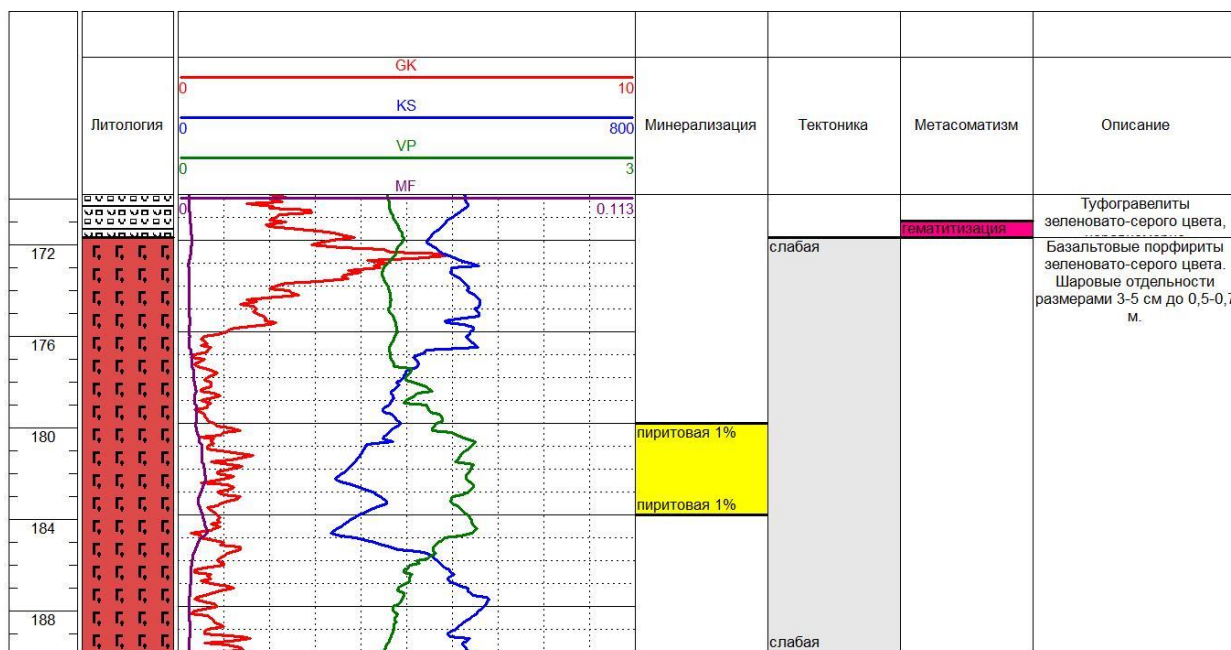 GK
0 10
KS
0 800
VP
0 3
MF
0 0.113
Литология
Минерализация
Тектоника
Метасоматизм
Описание
172
176
180
184
188
пиритовая 1%
пиритовая 1%
слабая
слабая
гематитизация
Туфогравелиты
зеленовато-серого цвета,
Базальтовые порфириты
зеленовато-серого цвета.
Шаровые отдельности
размерами 3-5 см до 0,5-0,7
м.